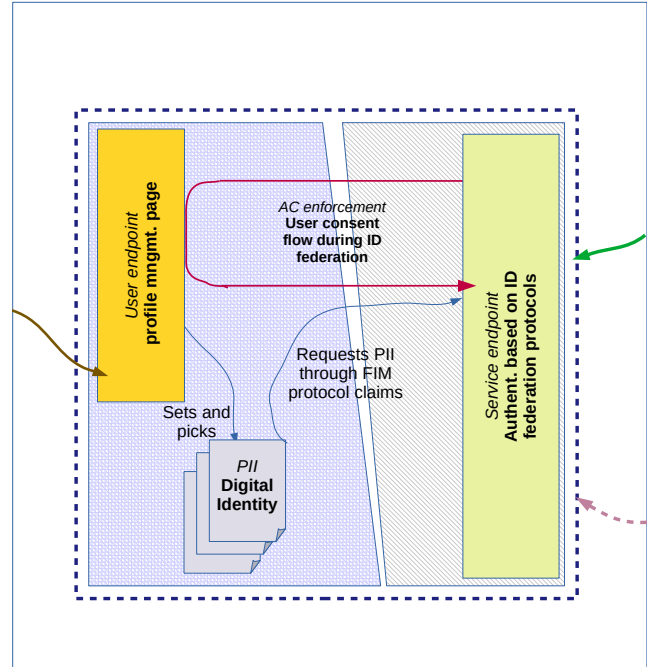 User endpoint
profile mngmt. page
AC enforcement
User consent
flow during ID
federation
Service endpoint
Authent. based on ID
federation protocols
Requests PII
through FIM
protocol claims
Sets and
picks
PII
Digital
Identity